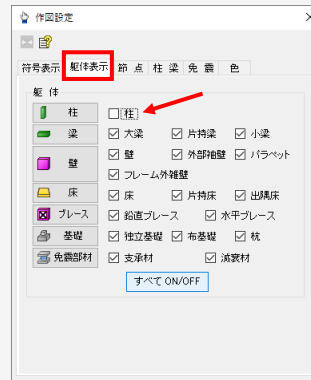 作図設定
符号表示 躯体表示 節点 柱 梁 免震 色
躯体
柱 柱
梁 大梁 片持梁 小梁
壁 壁 外部袖壁 パラペット
フレーム外雑壁
床 床 片持床 出隅床
ブレース 鉛直ブレース 水平ブレース
基礎 独立基礎 布基礎 杭
免震部材 支承材 減衰材
すべて ON/OFF